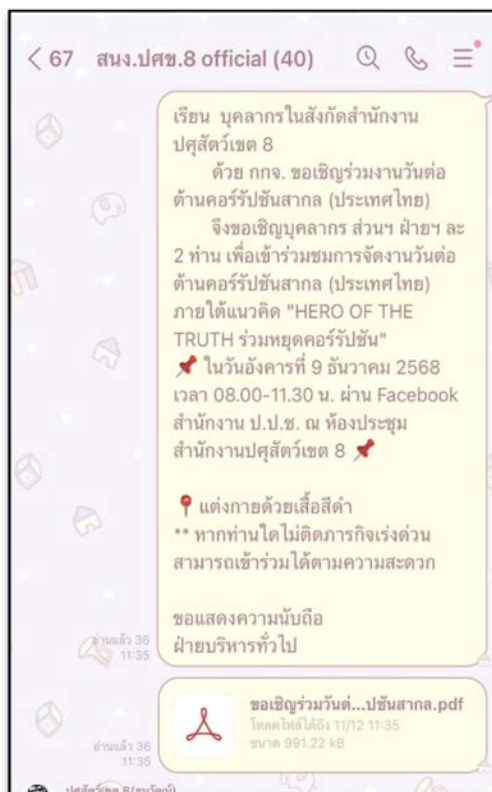 67 สนง.ปศข.8 official (40)
เรียน บุคลากรในสังกัดสำนักงาน
ปศุสัตว์เขต 8
ด้วย กกจ. ขอเชิญร่วมงานวันต่อ
ต้านคอร์รัปชันสากล (ประเทศไทย)
จึงขอเชิญบุคลากร ส่วนฯ ฝ่ายฯ ละ
2 ท่าน เพื่อเข้าร่วมชมการจัดงานวันต่อ
ต้านคอร์รัปชันสากล (ประเทศไทย)
ภายใต้แนวคิด "HERO OF THE
TRUTH ร่วมหยุดคอร์รัปชัน"
📌 ในวันอังคารที่ 9 ธันวาคม 2568
เวลา 08.00-11.30 น. ผ่าน Facebook
สำนักงาน ป.ป.ช. ณ ห้องประชุม
สำนักงานปศุสัตว์เขต 8 📌
📍 แต่งกายด้วยเสื้อสีดำ
** หากท่านใดไม่ติดภารกิจเร่งด่วน
สามารถเข้าร่วมได้ตามความสะดวก
ขอแสดงความนับถือ
ฝ่ายบริหารทั่วไป
อ่านแล้ว 36
11:35
ขอเชิญร่วมวันต่...ปชันสากล.pdf
โหลดไฟล์ได้ถึง 11/12 11:35
ขนาด 991.22 kB
อ่านแล้ว 36
11:35